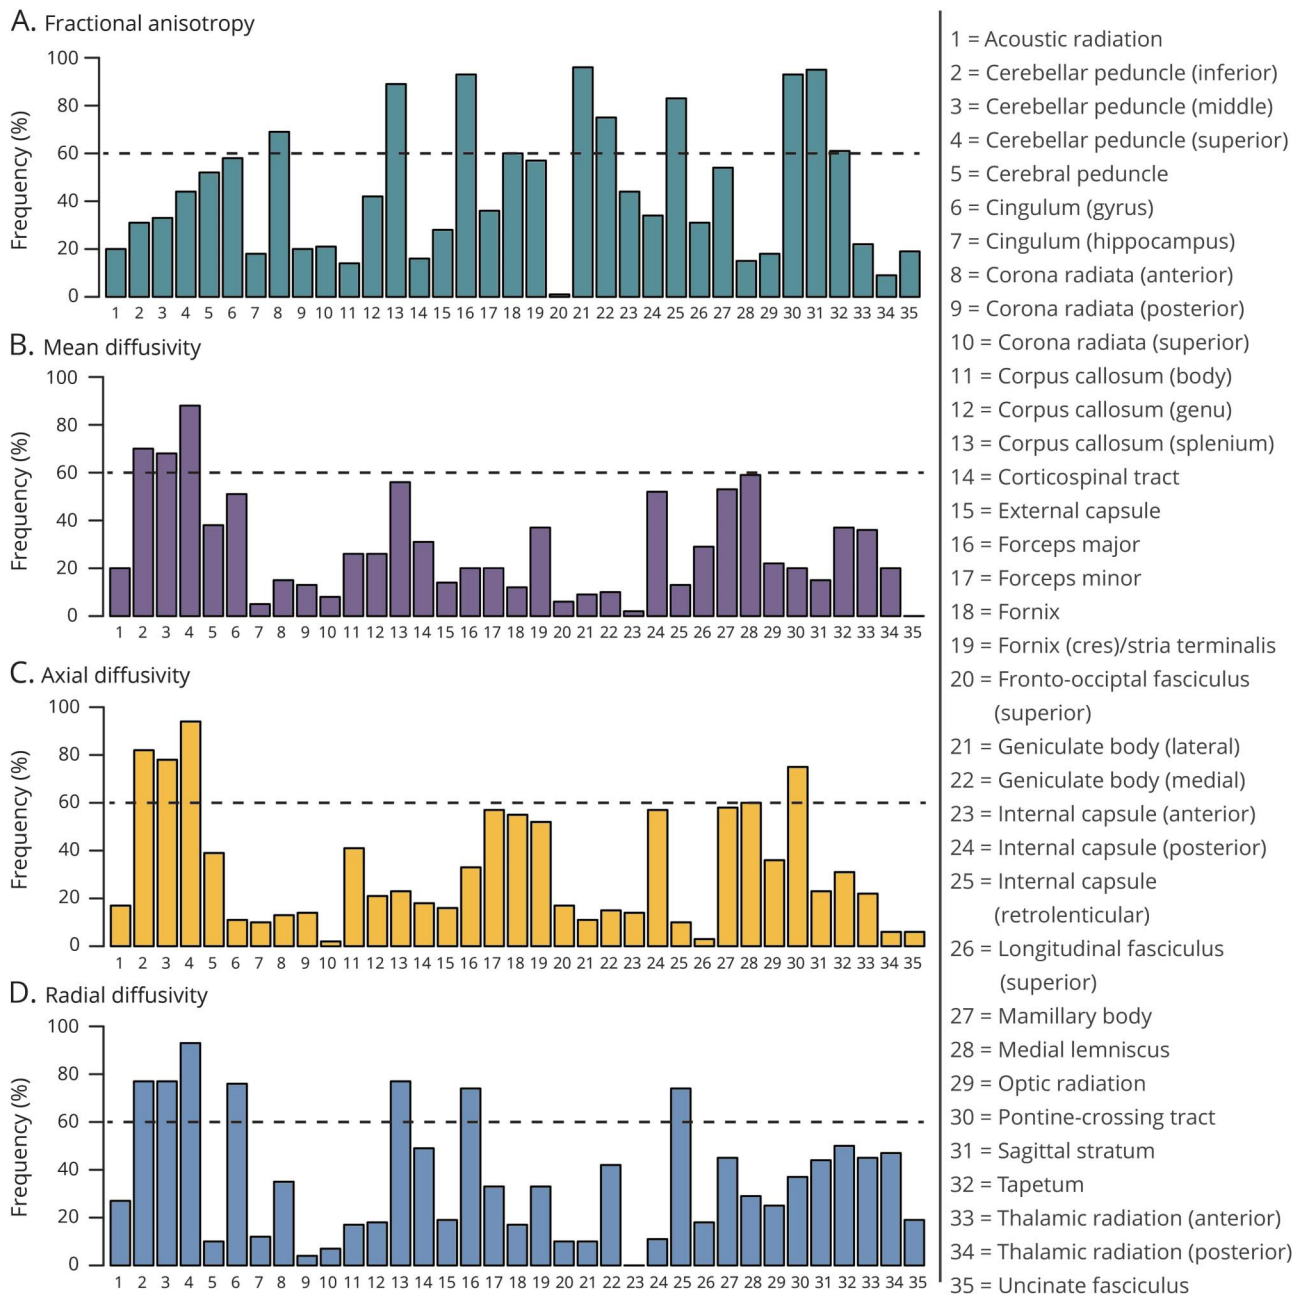 A. Fractional anisotropy
Frequency (%)
100
80
60
40
20
0
1 2 3 4 5 6 7 8 9 10 11 12 13 14 15 16 17 18 19 20 21 22 23 24 25 26 27 28 29 30 31 32 33 34 35
B. Mean diffusivity
Frequency (%)
100
80
60
40
20
0
1 2 3 4 5 6 7 8 9 10 11 12 13 14 15 16 17 18 19 20 21 22 23 24 25 26 27 28 29 30 31 32 33 34 35
C. Axial diffusivity
Frequency (%)
100
80
60
40
20
0
1 2 3 4 5 6 7 8 9 10 11 12 13 14 15 16 17 18 19 20 21 22 23 24 25 26 27 28 29 30 31 32 33 34 35
D. Radial diffusivity
Frequency (%)
100
80
60
40
20
0
1 2 3 4 5 6 7 8 9 10 11 12 13 14 15 16 17 18 19 20 21 22 23 24 25 26 27 28 29 30 31 32 33 34 35
1 = Acoustic radiation
2 = Cerebellar peduncle (inferior)
3 = Cerebellar peduncle (middle)
4 = Cerebellar peduncle (superior)
5 = Cerebral peduncle
6 = Cingulum (gyrus)
7 = Cingulum (hippocampus)
8 = Corona radiata (anterior)
9 = Corona radiata (posterior)
10 = Corona radiata (superior)
11 = Corpus callosum (body)
12 = Corpus callosum (genu)
13 = Corpus callosum (splenium)
14 = Corticospinal tract
15 = External capsule
16 = Forceps major
17 = Forceps minor
18 = Fornix
19 = Fornix (cres)/stria terminalis
20 = Fronto-occiptal fasciculus
(superior)
21 = Geniculate body (lateral)
22 = Geniculate body (medial)
23 = Internal capsule (anterior)
24 = Internal capsule (posterior)
25 = Internal capsule
(retrolenticular)
26 = Longitudinal fasciculus
(superior)
27 = Mamillary body
28 = Medial lemniscus
29 = Optic radiation
30 = Pontine-crossing tract
31 = Sagittal stratum
32 = Tapetum
33 = Thalamic radiation (anterior)
34 = Thalamic radiation (posterior)
35 = Uncinate fasciculus